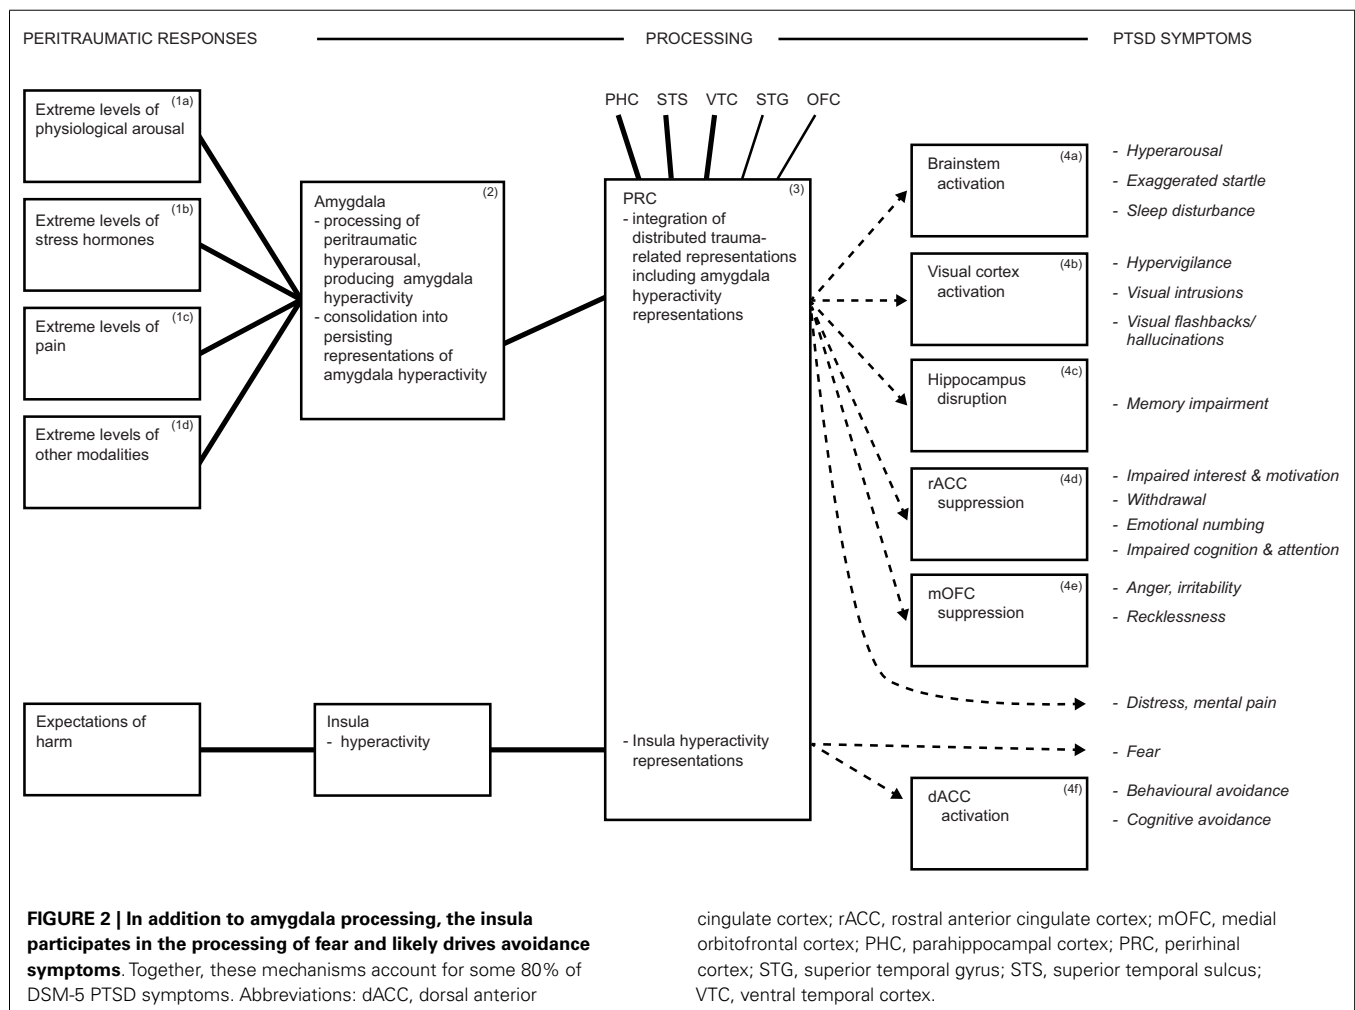 PERITRAUMATIC RESPONSES
PROCESSING
PTSD SYMPTOMS
(1a)
Extreme levels of
physiological arousal
(1b)
Extreme levels of
stress hormones
(1c)
Extreme levels of
pain
(1d)
Extreme levels of
other modalities
(2)
Amygdala
- processing of
peritraumatic
hyperarousal,
producing amygdala
hyperactivity
- consolidation into
persisting
representations of
amygdala hyperactivity
PHC STS VTC STG OFC
(3)
PRC
- integration of
distributed trauma-
related representations
including amygdala
hyperactivity
representations
(4a)
Brainstem
activation
- Hyperarousal
- Exaggerated startle
- Sleep disturbance
(4b)
Visual cortex
activation
- Hypervigilance
- Visual intrusions
- Visual flashbacks/
hallucinations
(4c)
Hippocampus
disruption
- Memory impairment
(4d)
rACC
suppression
- Impaired interest & motivation
- Withdrawal
- Emotional numbing
- Impaired cognition & attention
(4e)
mOFC
suppression
- Anger, irritability
- Recklessness
- Distress, mental pain
Expectations of
harm
Insula
- hyperactivity
- Insula hyperactivity
representations
- Fear
(4f)
dACC
activation
- Behavioural avoidance
- Cognitive avoidance
FIGURE 2 | In addition to amygdala processing, the insula
participates in the processing of fear and likely drives avoidance
symptoms. Together, these mechanisms account for some 80% of
DSM-5 PTSD symptoms. Abbreviations: dACC, dorsal anterior
cingulate cortex; rACC, rostral anterior cingulate cortex; mOFC, medial
orbitofrontal cortex; PHC, parahippocampal cortex; PRC, perirhinal
cortex; STG, superior temporal gyrus; STS, superior temporal sulcus;
VTC, ventral temporal cortex.